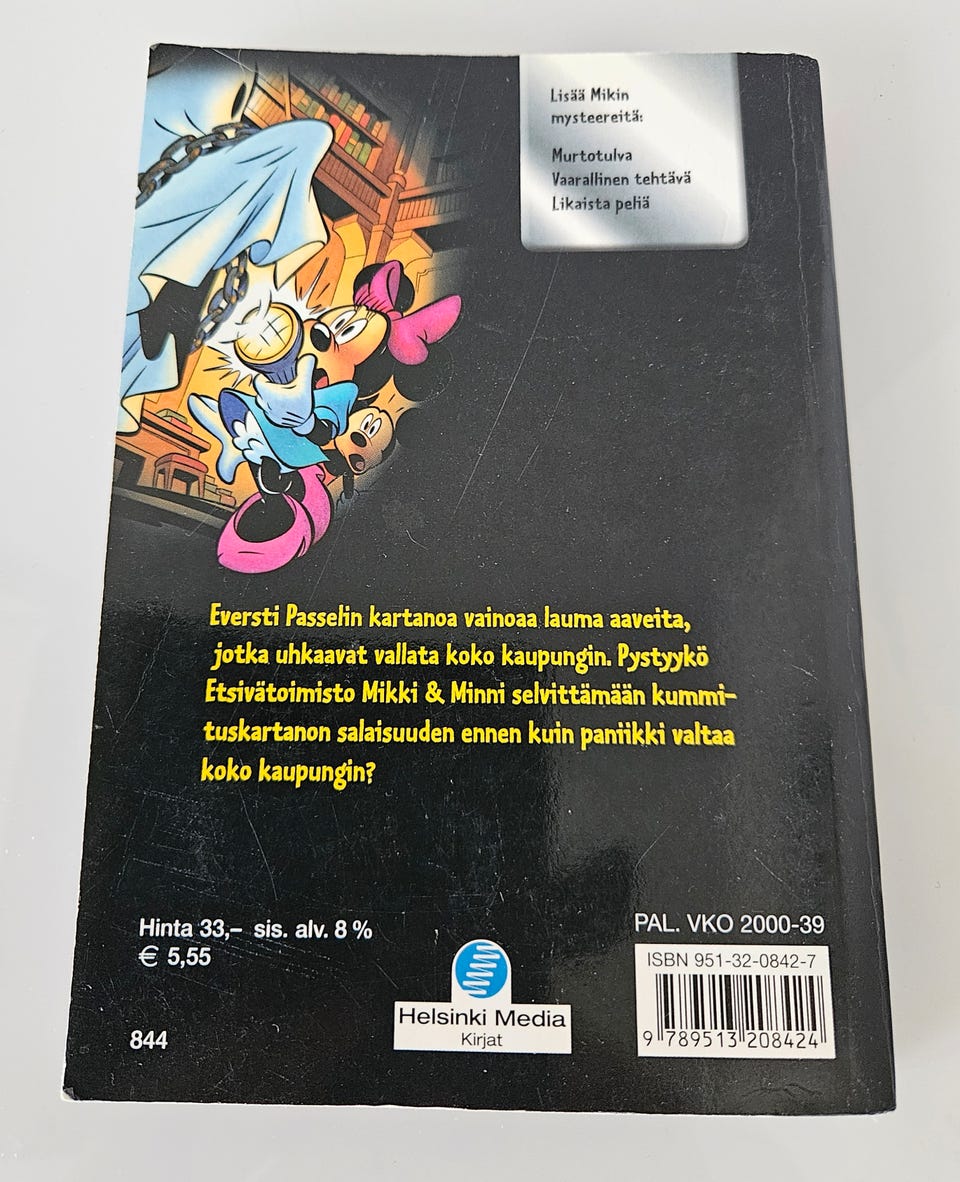 Lisää Mikin
mysteereitä:
Murtotulva
Vaarallinen tehtävä
Likaista peliä
Eversti Passelin kartanoa vainoaa lauma aaveita,
jotka uhkaavat vallata koko kaupungin. Pystyykö
Etsivätoimisto Mikki & Minni selvittämään kummi-
tuskartanon salaisuuden ennen kuin paniikki valtaa
koko kaupungin?
Hinta 33,– sis. alv. 8 %
€ 5,55
844
Helsinki Media
Kirjat
PAL. VKO 2000-39
ISBN 951-32-0842-7
9 789513 208424